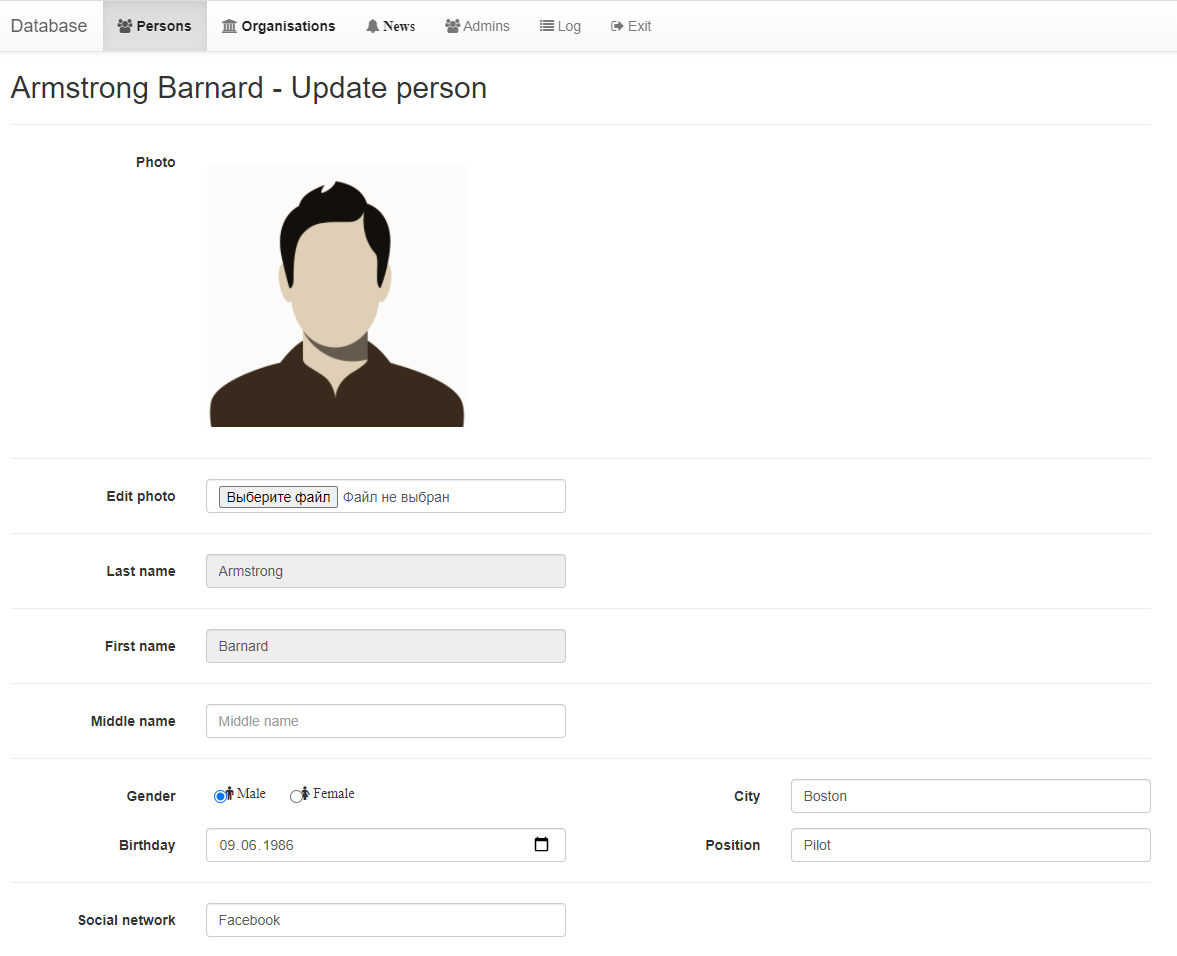 Database Persons Organisations News Admins Log Exit
Armstrong Barnard - Update person
Photo
Edit photo Выберите файл Файл не выбран
Last name Armstrong
First name Barnard
Middle name Middle name
Gender Male Female City Boston
Birthday 09.06.1986 Position Pilot
Social network Facebook